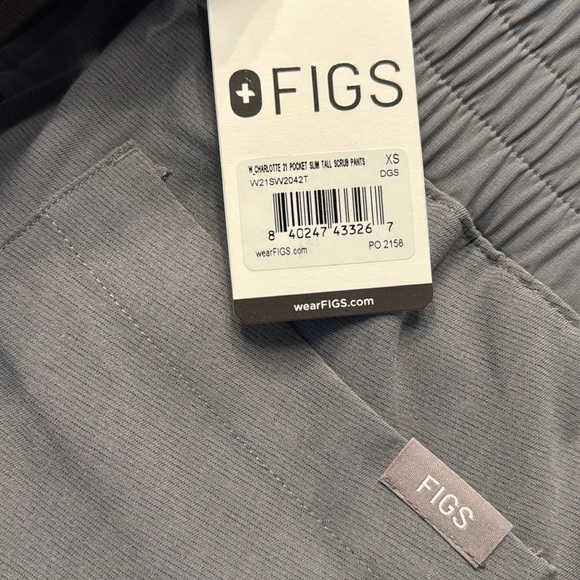 FIGS
W_CHARLOTTE 21 POCKET SLIM TALL SCRUB PANTS XS
W21SW2042T DGS
8 40247 43326 7
wearFIGS.com PO 2158
wearFIGS.com
FIGS